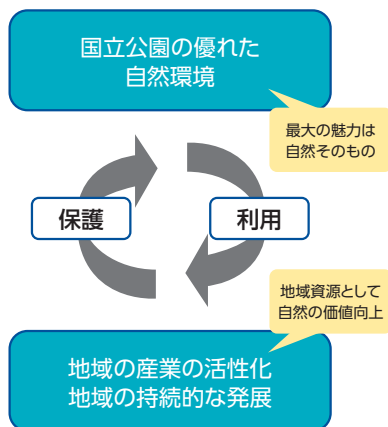 国立公園の優れた
自然環境
最大の魅力は
自然そのもの
保護
利用
地域資源として
自然の価値向上
地域の産業の活性化
地域の持続的な発展